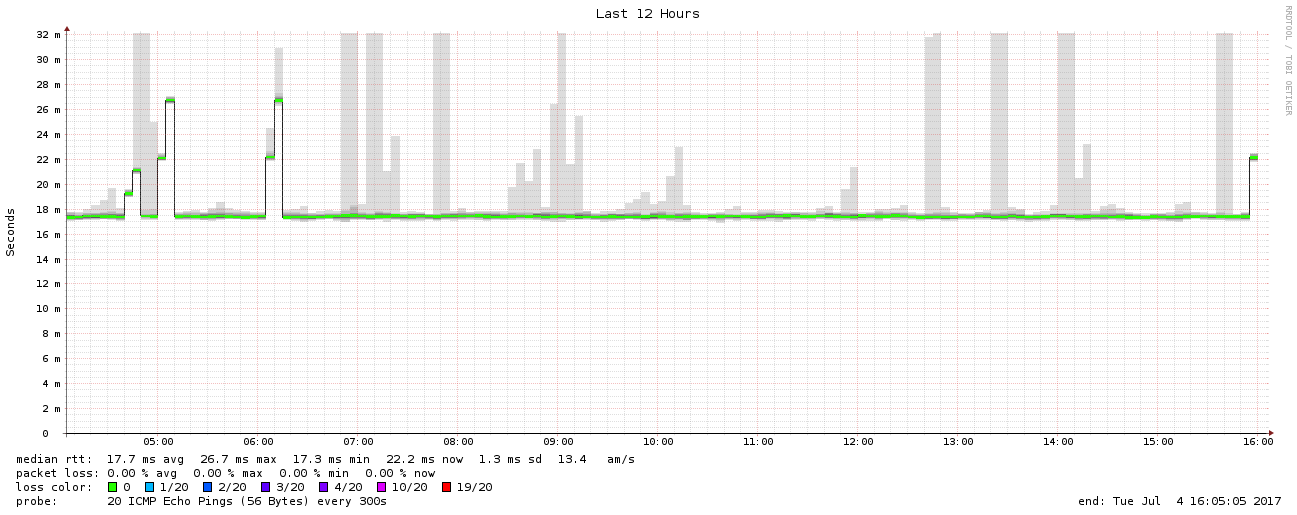 Last 12 Hours
RRDTOOL / TOBI OETIKER
Seconds
32 m
30 m
28 m
26 m
24 m
22 m
20 m
18 m
16 m
14 m
12 m
10 m
8 m
6 m
4 m
2 m
0
05:00 06:00 07:00 08:00 09:00 10:00 11:00 12:00 13:00 14:00 15:00 16:00
median rtt: 17.7 ms avg 26.7 ms max 17.3 ms min 22.2 ms now 1.3 ms sd 13.4 am/s
packet loss: 0.00 % avg 0.00 % max 0.00 % min 0.00 % now
loss color: 0 1/20 2/20 3/20 4/20 10/20 19/20
probe: 20 ICMP Echo Pings (56 Bytes) every 300s end: Tue Jul 4 16:05:05 2017